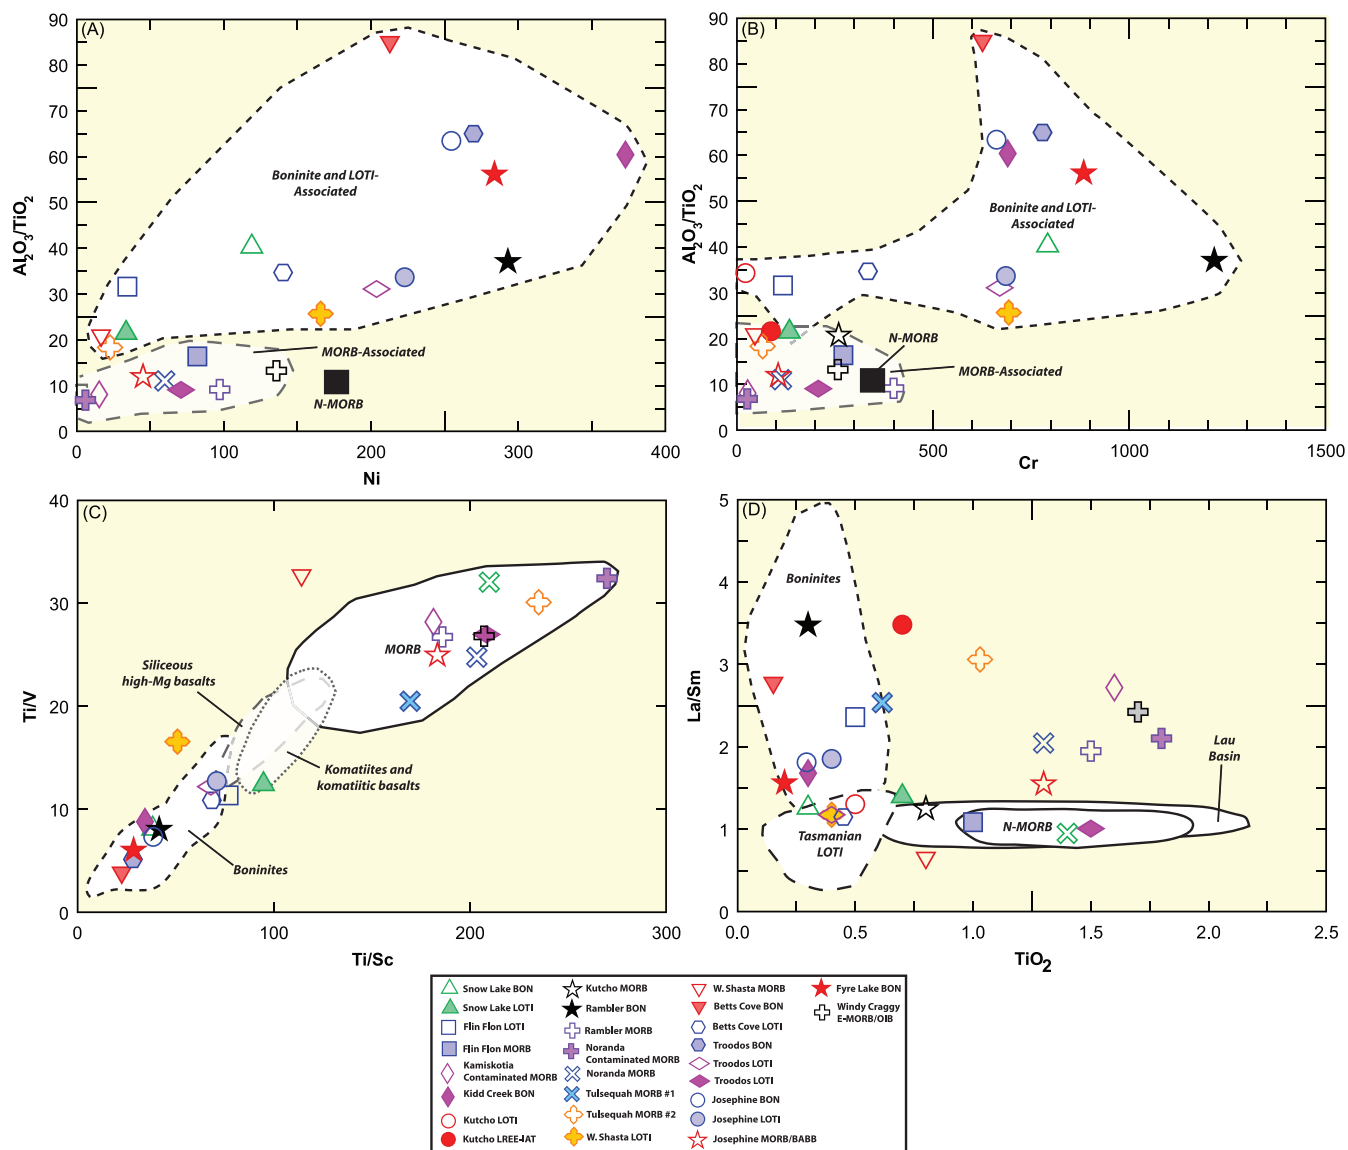 (A)
90
80
70
60
50
40
30
20
10
0
Al2O3/TiO2
Boninite and LOTI-
Associated
MORB-Associated
N-MORB
0
100
200
300
400
Ni
(B)
90
80
70
60
50
40
30
20
10
0
Al2O3/TiO2
Boninite and LOTI-
Associated
N-MORB
MORB-Associated
0
500
1000
1500
Cr
(C)
40
30
20
10
0
Ti/V
MORB
Siliceous
high-Mg basalts
Komatiites and
komatiitic basalts
Boninites
0
100
200
300
Ti/Sc
(D)
5
4
3
2
1
0
La/Sm
Boninites
Lau
Basin
N-MORB
Tasmanian
LOTI
0.0
0.5
1.0
1.5
2.0
2.5
TiO2
Snow Lake BON
Snow Lake LOTI
Flin Flon LOTI
Flin Flon MORB
Kamiskotia
Contaminated MORB
Kidd Creek BON
Kutcho LOTI
Kutcho LREE-IAT
Kutcho MORB
Rambler BON
Rambler MORB
Noranda
Contaminated MORB
Noranda MORB
Tulsequah MORB #1
Tulsequah MORB #2
W. Shasta LOTI
W. Shasta MORB
Betts Cove BON
Betts Cove LOTI
Troodos BON
Troodos LOTI
Troodos LOTI
Josephine BON
Josephine LOTI
Josephine MORB/BABB
Fyre Lake BON
Windy Craggy
E-MORB/OIB